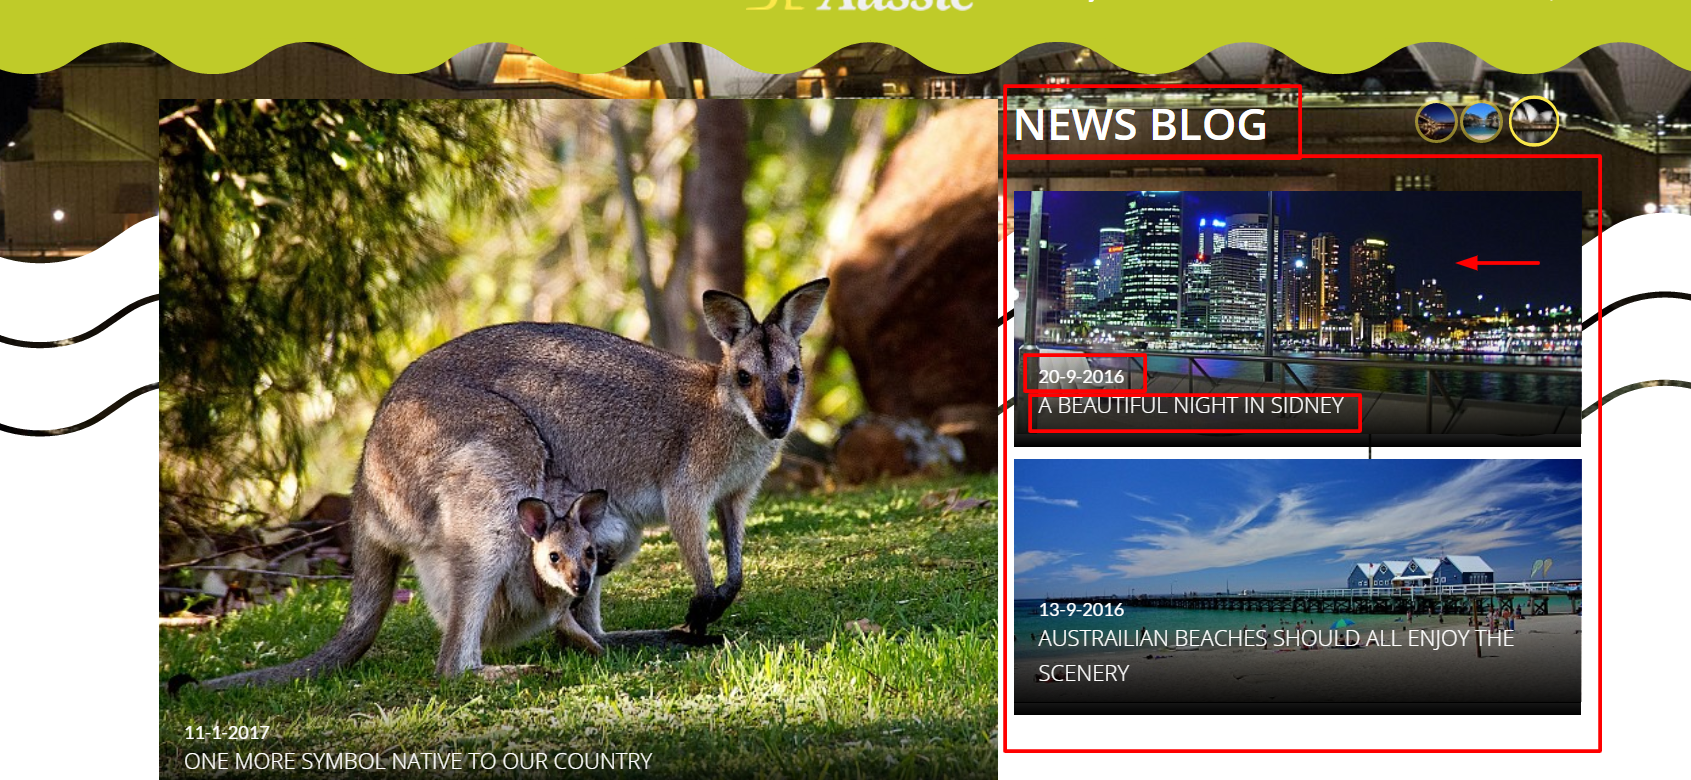 Aussie
NEWS BLOG
20-9-2016
A BEAUTIFUL NIGHT IN SIDNEY
13-9-2016
AUSTRAILIAN BEACHES SHOULD ALL ENJOY THE
SCENERY
11-1-2017
ONE MORE SYMBOL NATIVE TO OUR COUNTRY